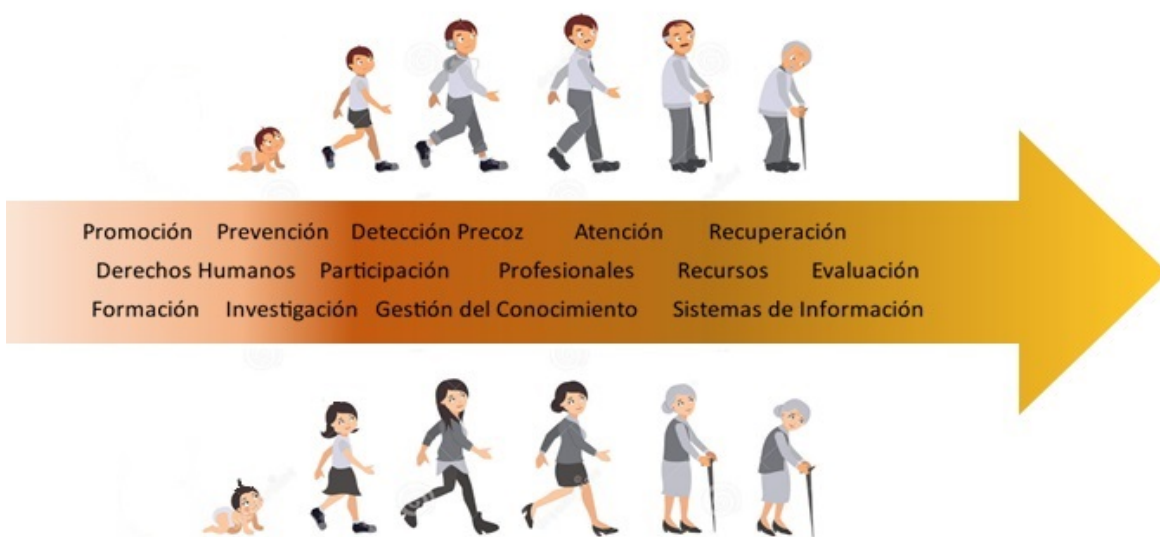 Promoción Prevención Detección Precoz Atención Recuperación
Derechos Humanos Participación Profesionales Recursos Evaluación
Formación Investigación Gestión del Conocimiento Sistemas de Información